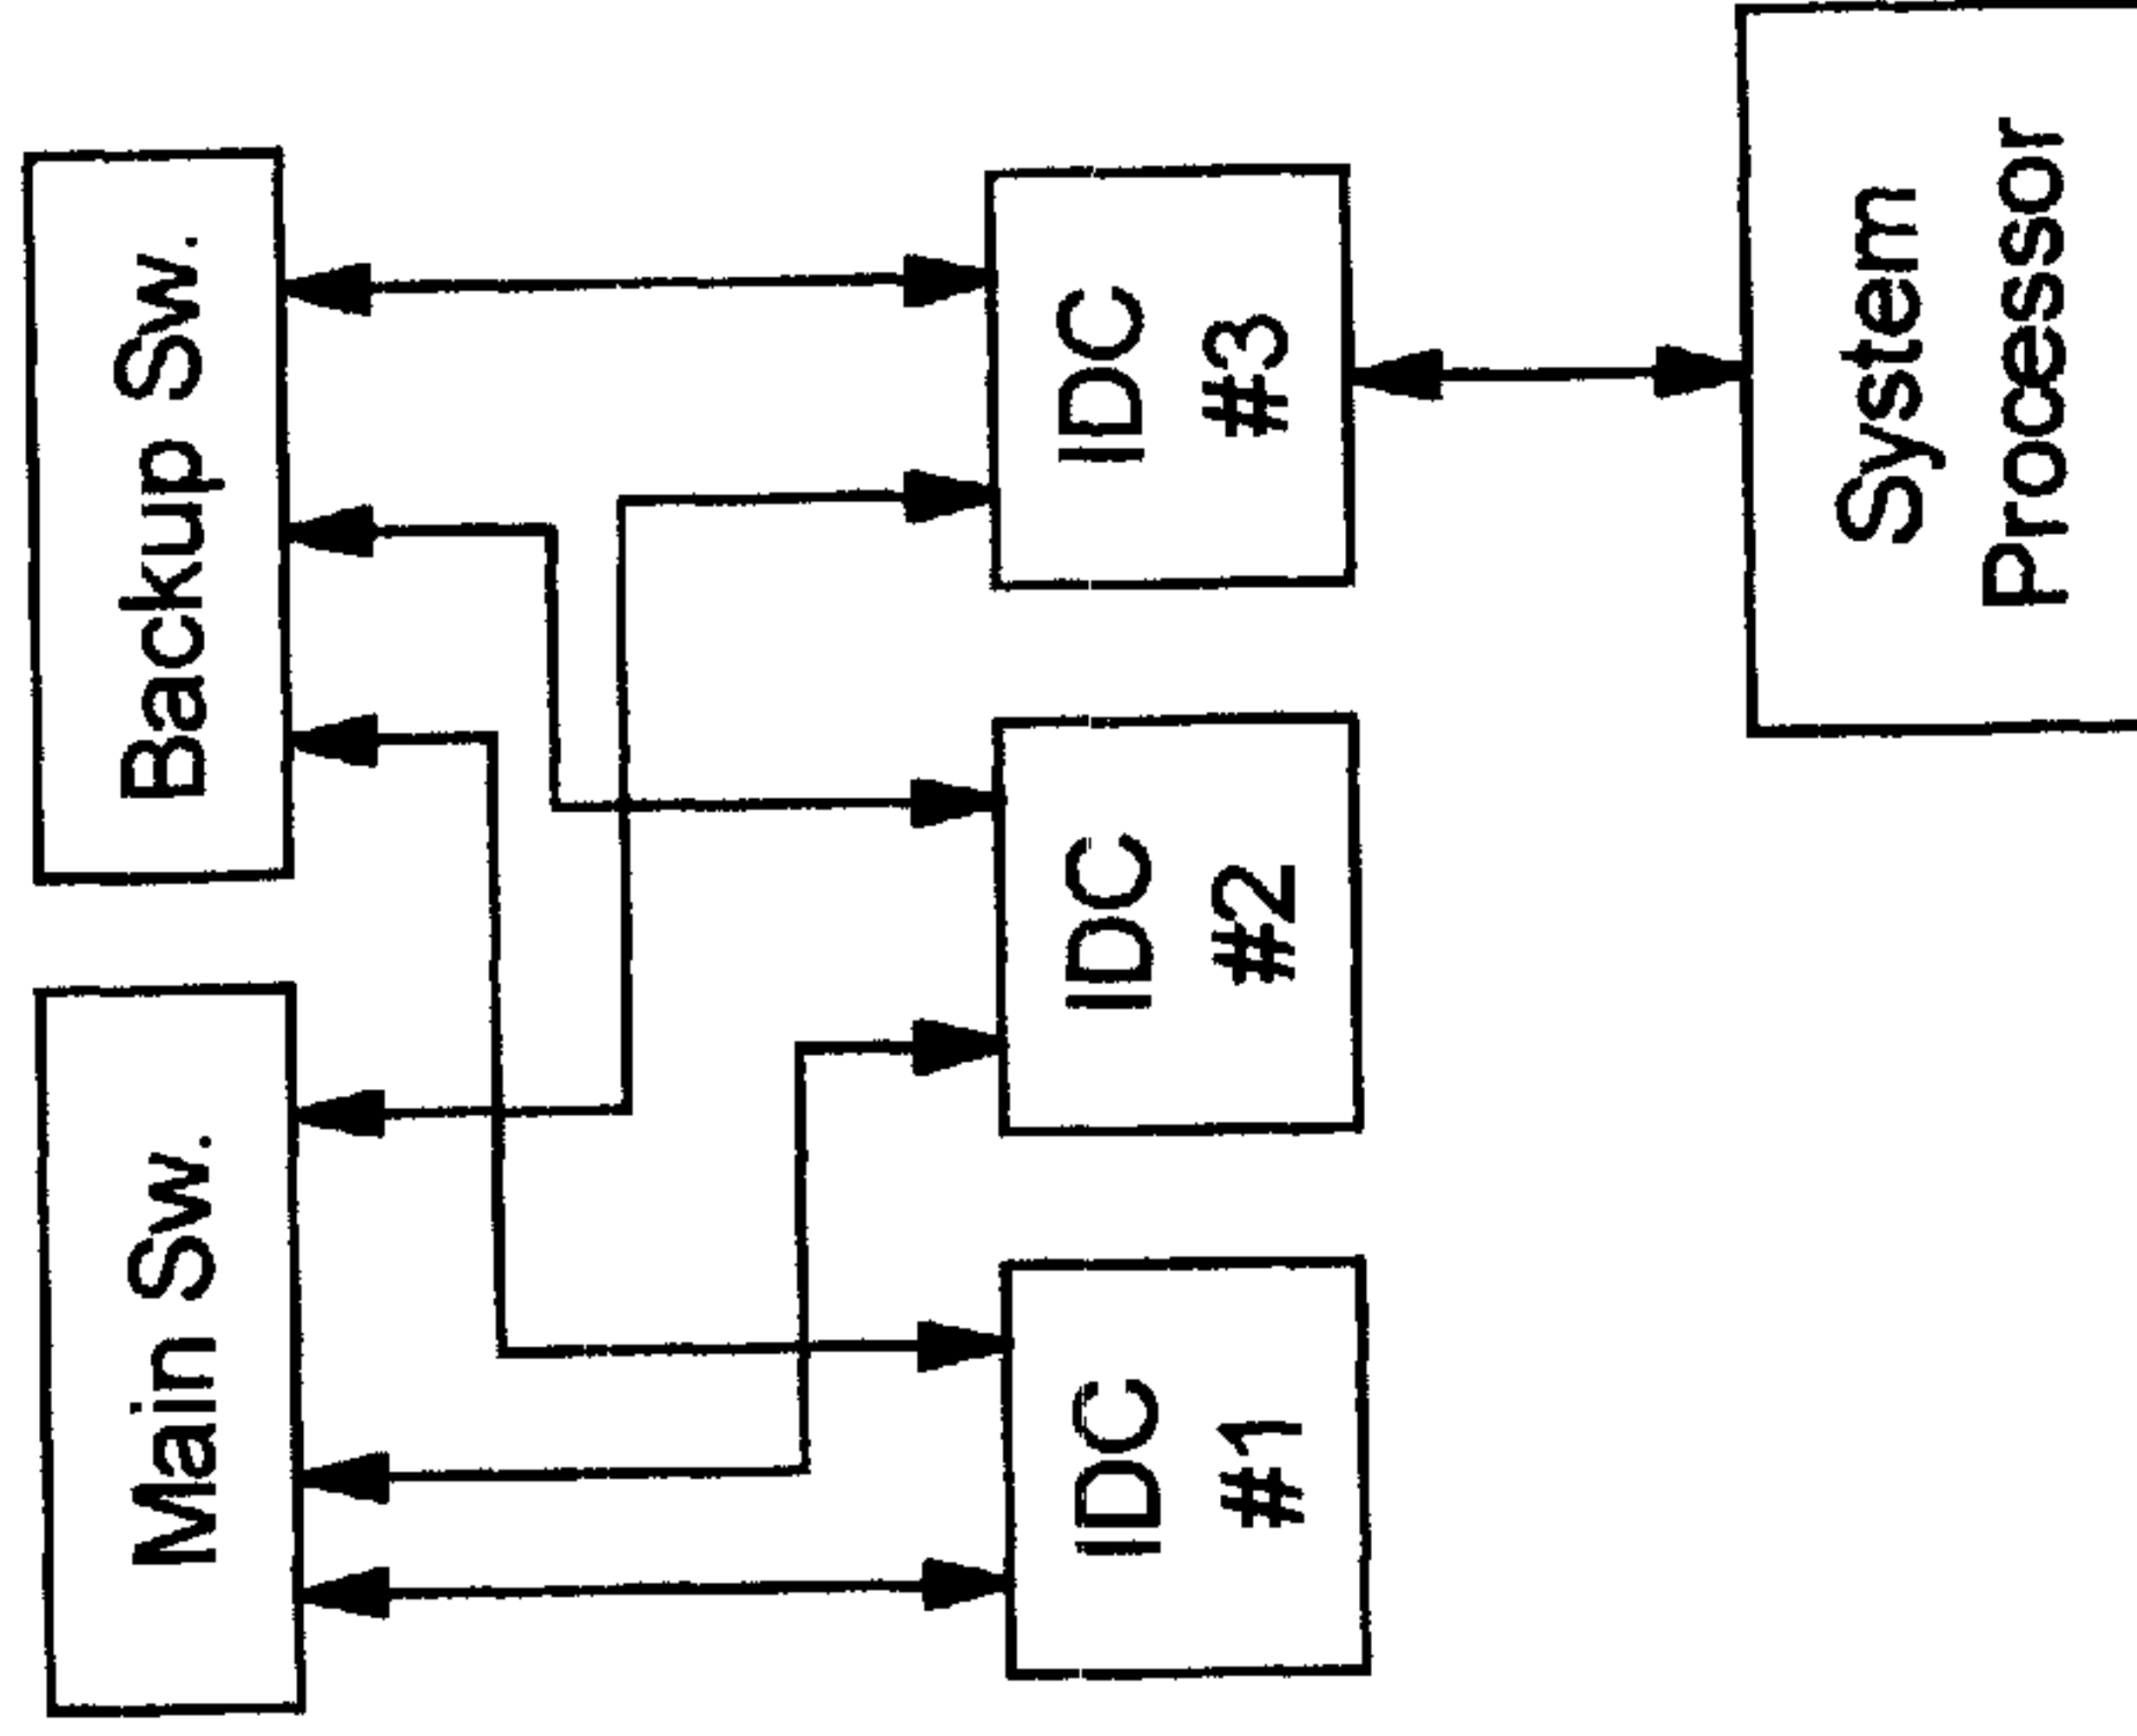 Main Sw.
Backup Sw.
IDC
#1
IDC
#2
IDC
#3
System
Processor